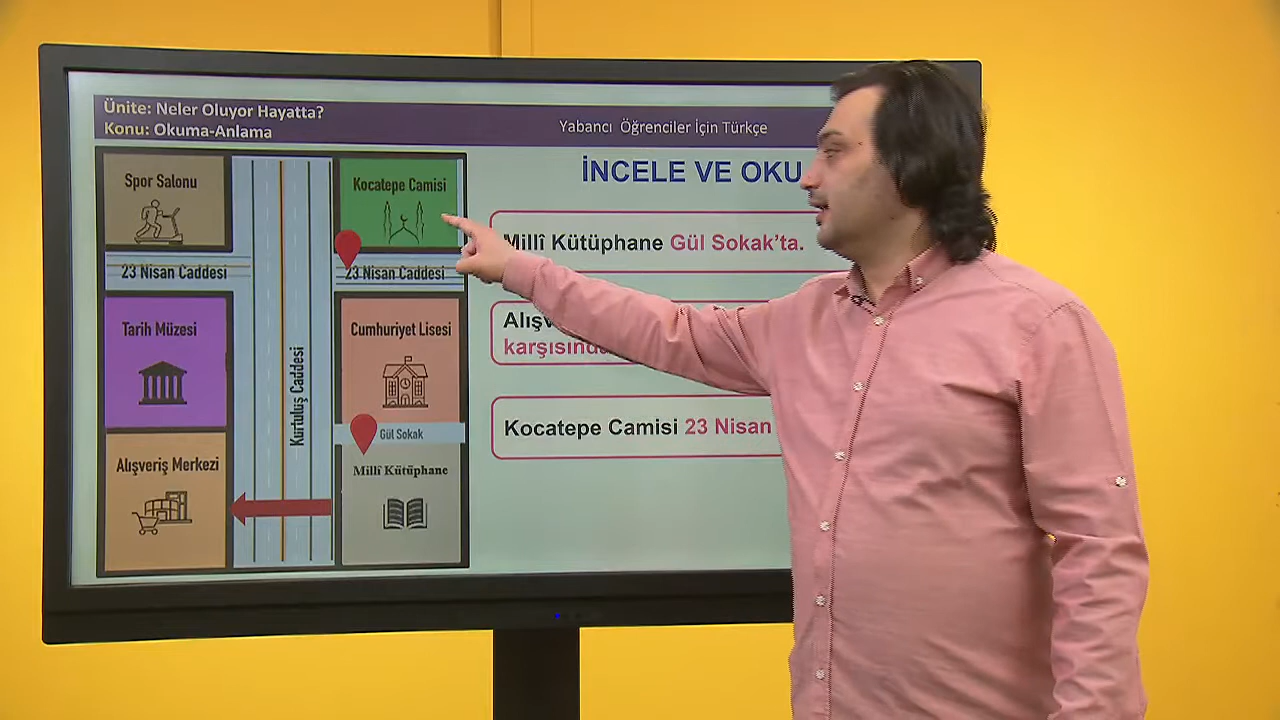 Ünite: Neler Oluyor Hayatta?
Konu: Okuma-Anlama
Yabancı Öğrenciler İçin Türkçe
Spor Salonu
Kocatepe Camisi
23 Nisan Caddesi
23 Nisan Caddesi
Tarih Müzesi
Cumhuriyet Lisesi
Kurtuluş Caddesi
Gül Sokak
Alışveriş Merkezi
Millî Kütüphane
İNCELE VE OKU
Millî Kütüphane Gül Sokak’ta.
karşısında
Kocatepe Camisi 23 Nisan